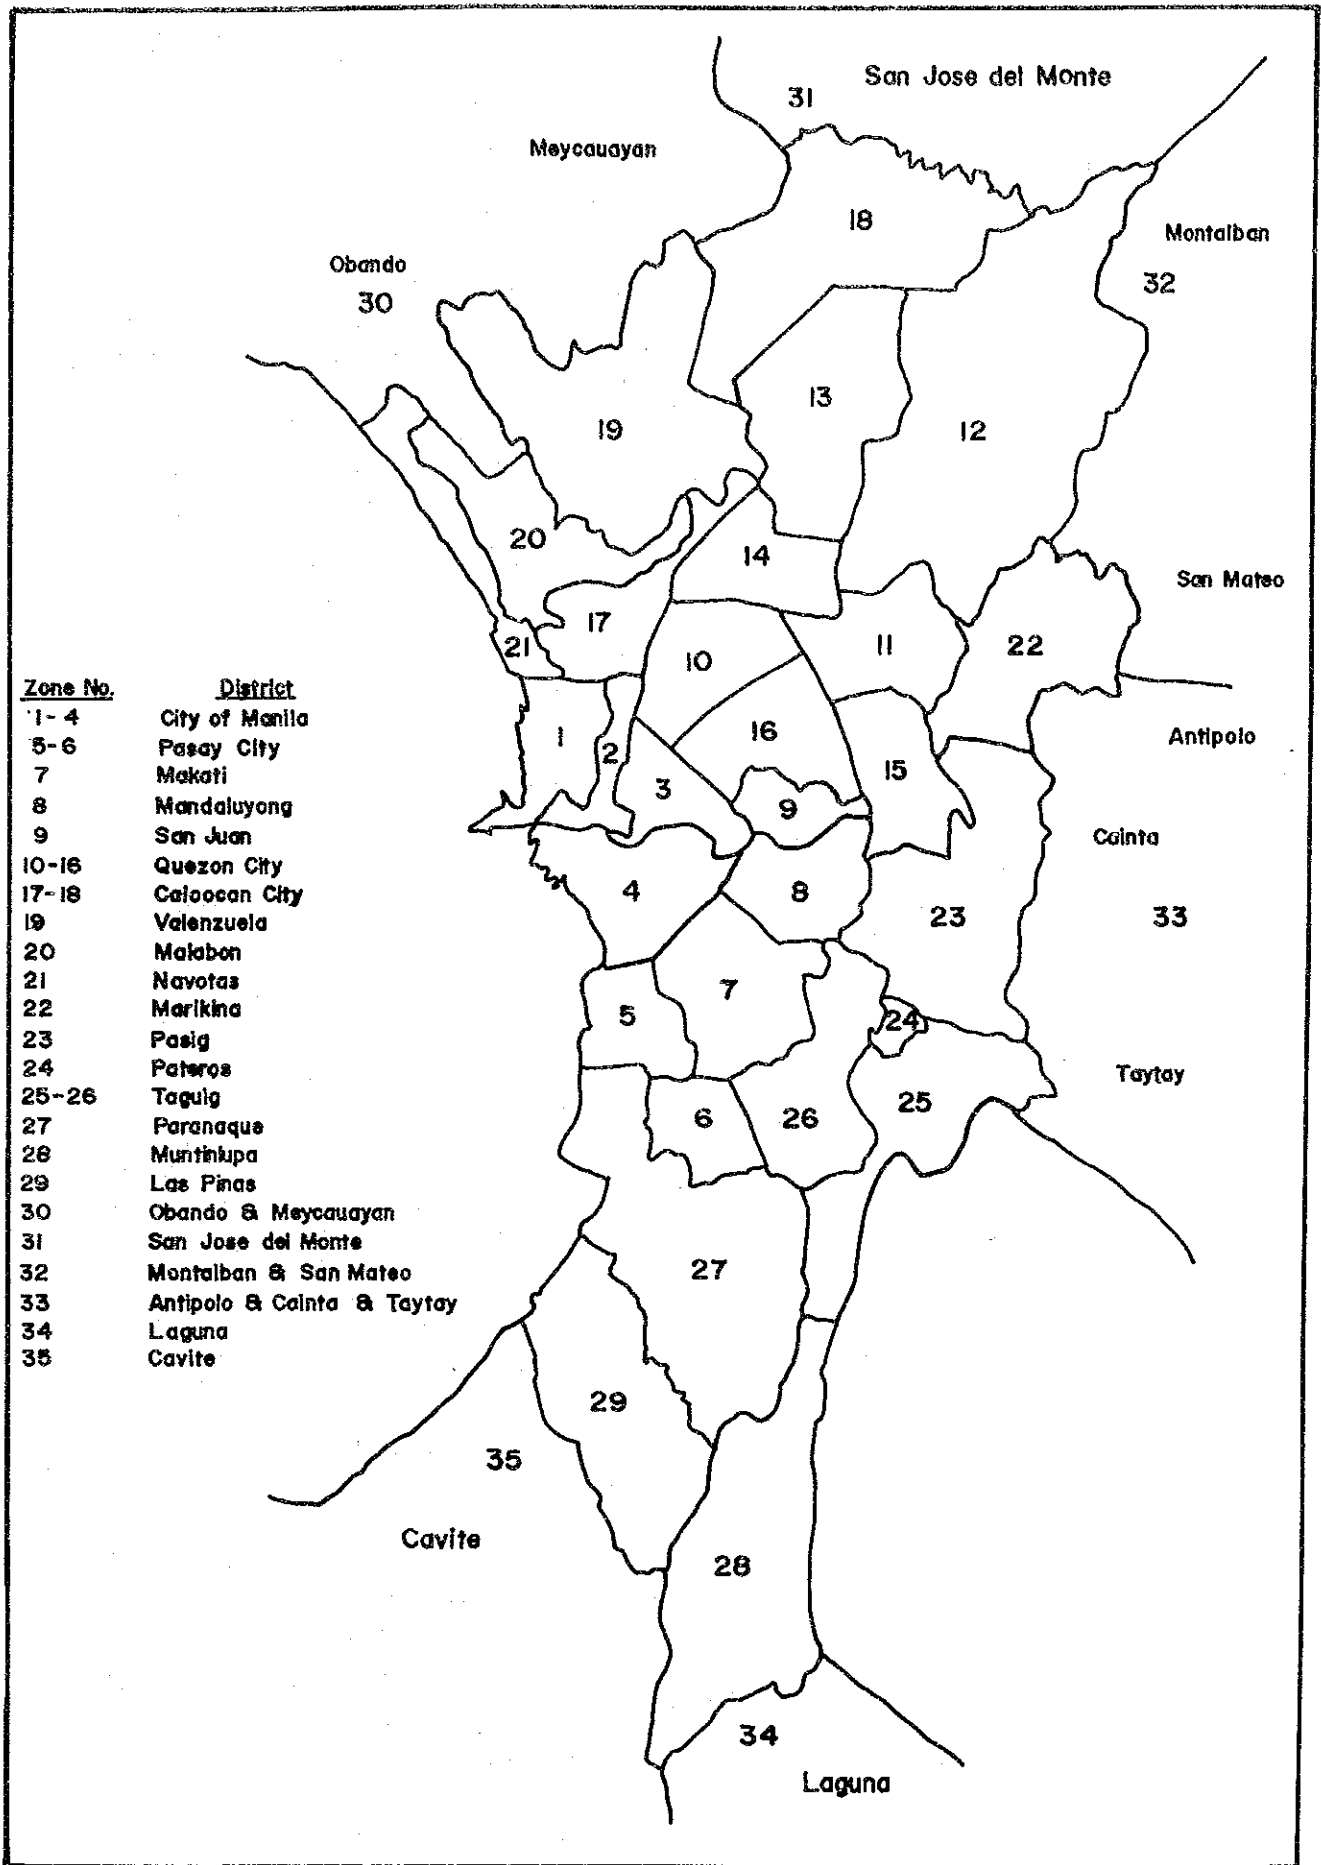 San Jose del Monte
31
Meycauayan
18
Montalban
32
Obando
30
13
12
19
20
14
San Mateo
17
11
22
21
10
Antipolo
16
1
2
15
3
9
Cainta
4
8
23
33
7
5
24
Taytay
25
6
26
27
29
35
Cavite
28
34
Laguna
Zone No. District
1-4 City of Manila
5-6 Pasay City
7 Makati
8 Mandaluyong
9 San Juan
10-16 Quezon City
17-18 Caloocan City
19 Valenzuela
20 Malabon
21 Navotas
22 Marikina
23 Pasig
24 Pateros
25-26 Taguig
27 Paranaque
28 Muntinlupa
29 Las Pinas
30 Obando & Meycauayan
31 San Jose del Monte
32 Montalban & San Mateo
33 Antipolo & Cainta & Taytay
34 Laguna
35 Cavite